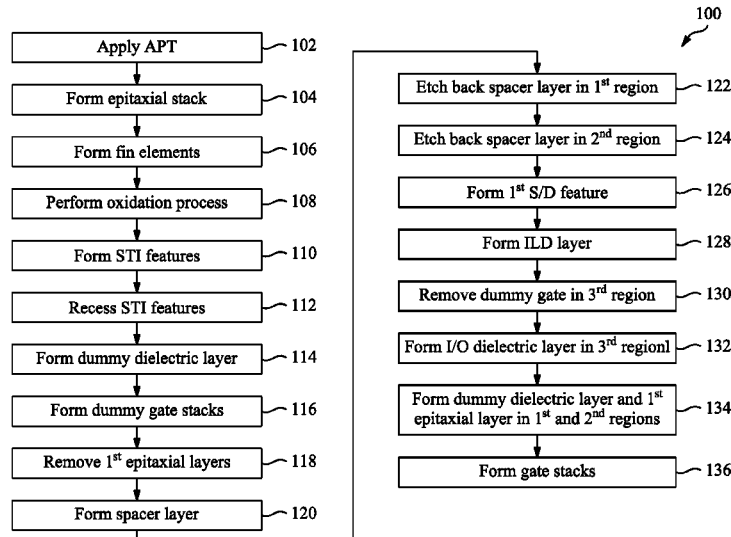 100
Apply APT 102
Form epitaxial stack 104
Form fin elements 106
Perform oxidation process 108
Form STI features 110
Recess STI features 112
Form dummy dielectric layer 114
Form dummy gate stacks 116
Remove 1st epitaxial layers 118
Form spacer layer 120
Etch back spacer layer in 1st region 122
Etch back spacer layer in 2nd region 124
Form 1st S/D feature 126
Form ILD layer 128
Remove dummy gate in 3rd region 130
Form I/O dielectric layer in 3rd regionl 132
Form dummy dielectric layer and 1st
epitaxial layer in 1st and 2nd regions 134
Form gate stacks 136